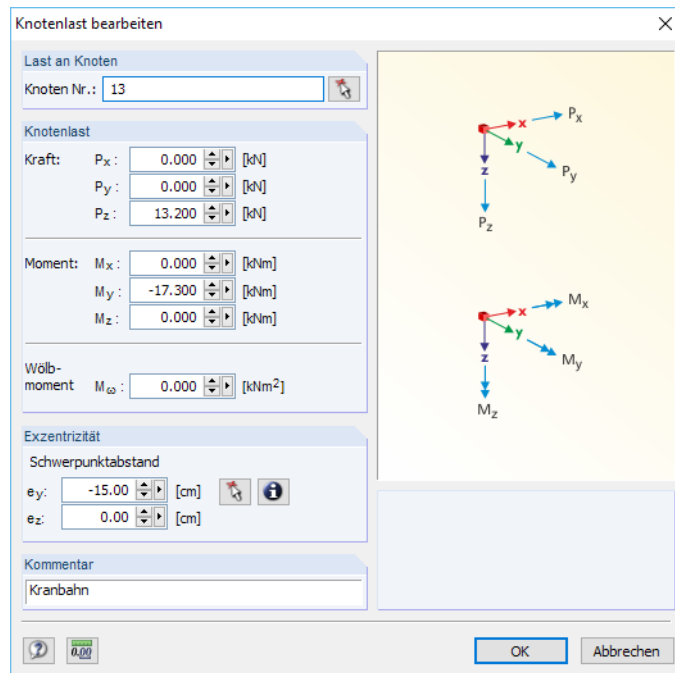 Knotenlast bearbeiten
Last an Knoten
Knoten Nr.: 13
Knotenlast
Kraft: Px : 0.000 [kN]
Py : 0.000 [kN]
Pz : 13.200 [kN]
Moment: Mx : 0.000 [kNm]
My : -17.300 [kNm]
Mz : 0.000 [kNm]
Wölb-
moment Mω : 0.000 [kNm²]
Exzentrizität
Schwerpunktabstand
ey: -15.00 [cm]
ez: 0.00 [cm]
Kommentar
Kranbahn
x Px
y
z Py
Pz
x Mx
y
z My
Mz
0.00
OK Abbrechen